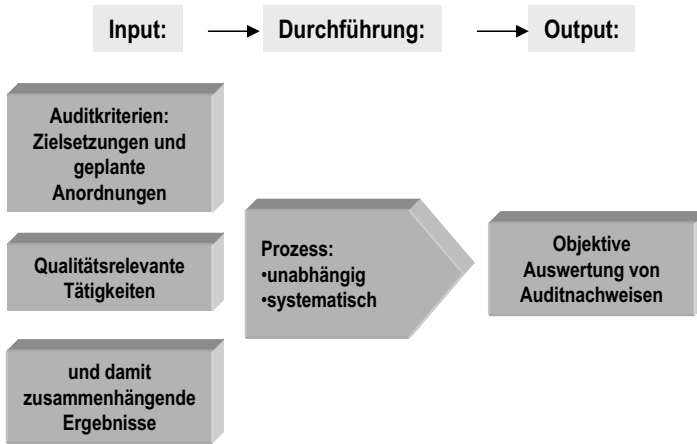 Input:
Durchführung:
Output:
Auditkriterien:
Zielsetzungen und
geplante
Anordnungen
Qualitätsrelevante
Tätigkeiten
und damit
zusammenhängende
Ergebnisse
Prozess:
•unabhängig
•systematisch
Objektive
Auswertung von
Auditnachweisen